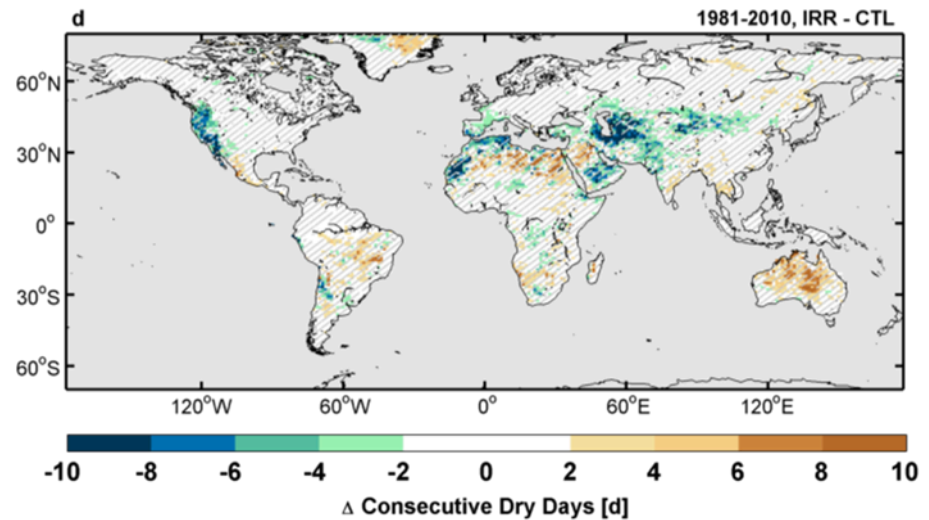 d
1981-2010, IRR - CTL
60°N
30°N
0°
30°S
60°S
120°W 60°W 0° 60°E 120°E
-10 -8 -6 -4 -2 0 2 4 6 8 10
Δ Consecutive Dry Days [d]